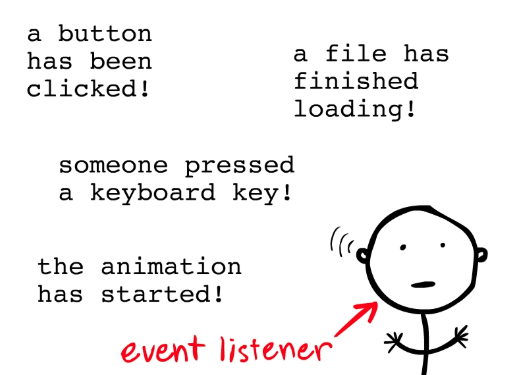 a button
has been
clicked!
a file has
finished
loading!
someone pressed
a keyboard key!
the animation
has started!
event listener